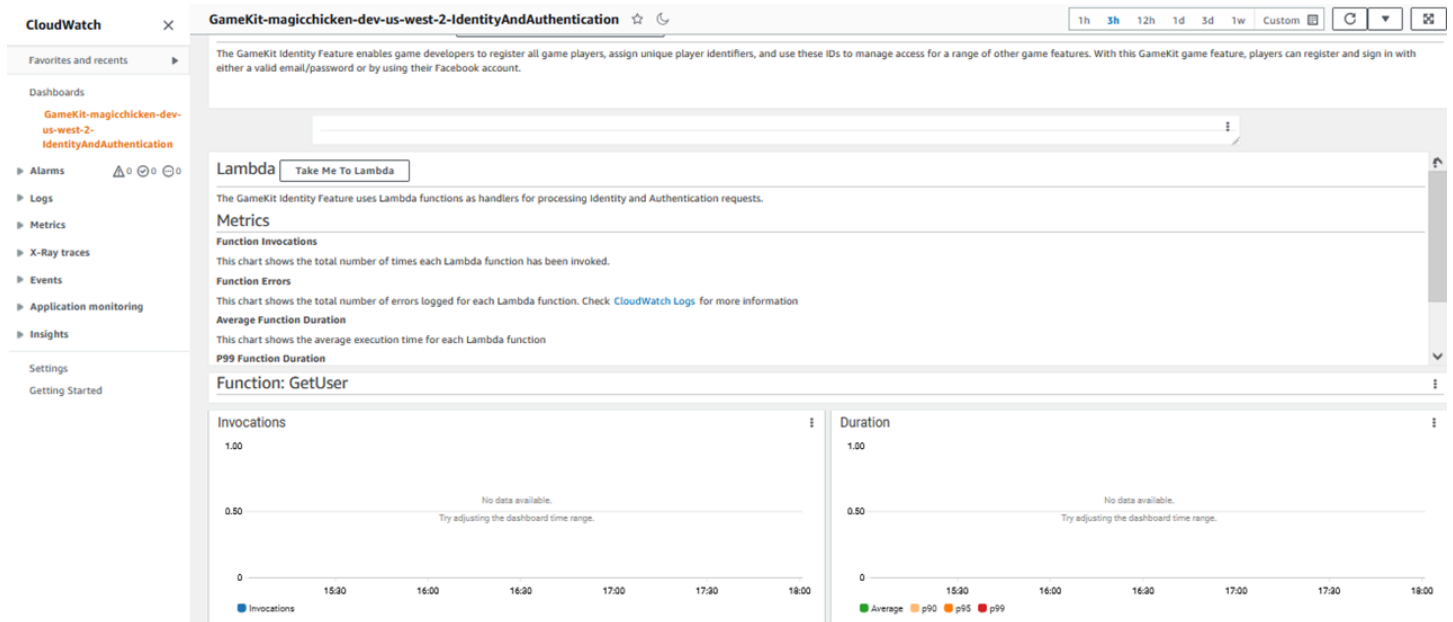 CloudWatch
Favorites and recents
Dashboards
GameKit-magicchicken-dev-
us-west-2-
IdentityAndAuthentication
Alarms 0 0 0
Logs
Metrics
X-Ray traces
Events
Application monitoring
Insights
Settings
Getting Started
GameKit-magicchicken-dev-us-west-2-IdentityAndAuthentication
1h 3h 12h 1d 3d 1w Custom
The GameKit Identity Feature enables game developers to register all game players, assign unique player identifiers, and use these IDs to manage access for a range of other game features. With this GameKit game feature, players can register and sign in with
either a valid email/password or by using their Facebook account.
Lambda Take Me To Lambda
The GameKit Identity Feature uses Lambda functions as handlers for processing Identity and Authentication requests.
Metrics
Function Invocations
This chart shows the total number of times each Lambda function has been invoked.
Function Errors
This chart shows the total number of errors logged for each Lambda function. Check CloudWatch Logs for more information
Average Function Duration
This chart shows the average execution time for each Lambda function
P99 Function Duration
Function: GetUser
Invocations
1.00
No data available.
0.50
Try adjusting the dashboard time range.
0
15:30 16:00 16:30 17:00 17:30 18:00
Invocations
Duration
1.00
No data available.
0.50
Try adjusting the dashboard time range.
0
15:30 16:00 16:30 17:00 17:30 18:00
Average p90 p95 p99